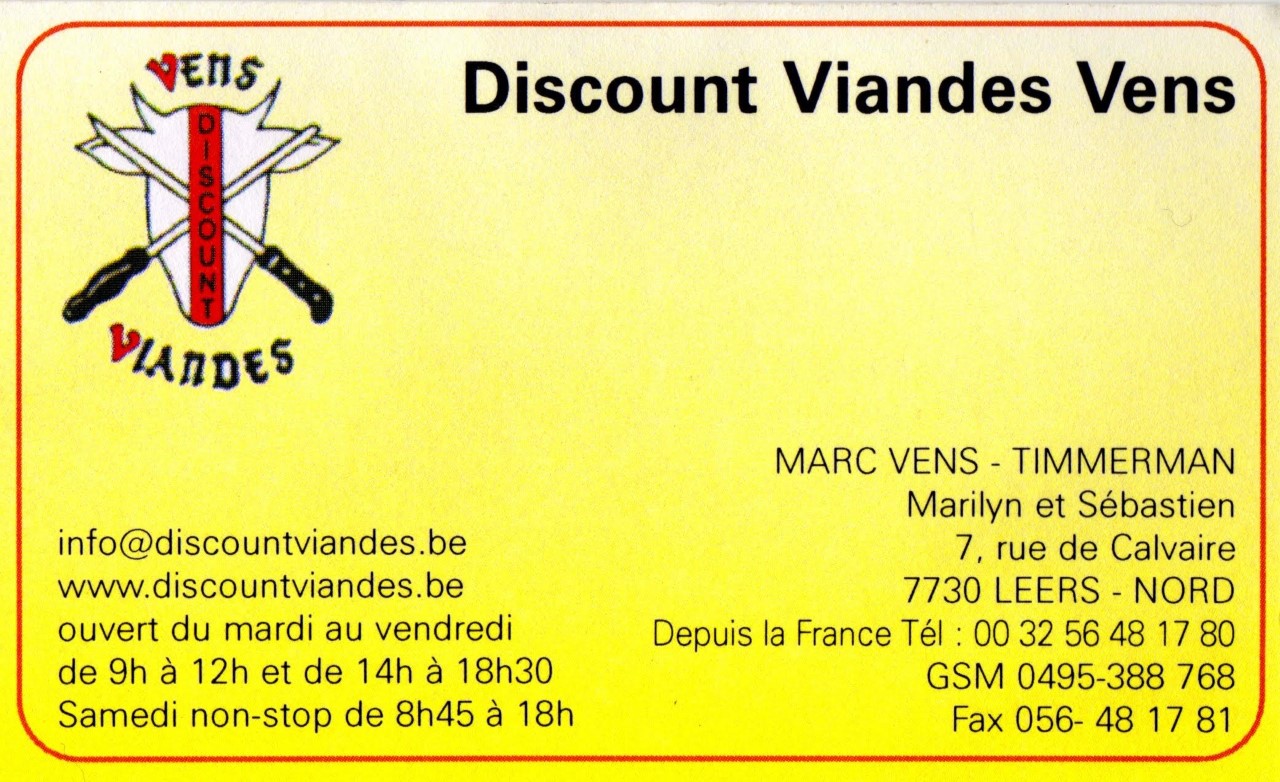 VENS
DISCOUNT
VIANDES
Discount Viandes Vens
MARC VENS - TIMMERMAN
Marilyn et Sébastien
7, rue de Calvaire
7730 LEERS - NORD
Depuis la France Tél : 00 32 56 48 17 80
GSM 0495-388 768
Fax 056- 48 17 81
info@discountviandes.be
www.discountviandes.be
ouvert du mardi au vendredi
de 9h à 12h et de 14h à 18h30
Samedi non-stop de 8h45 à 18h